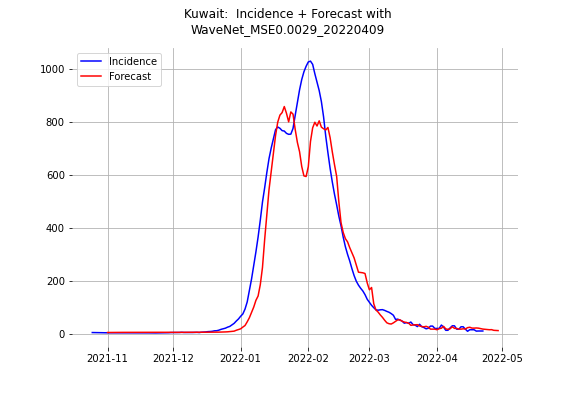 Kuwait:  Incidence + Forecast with
WaveNet_MSE0.0029_20220409
Incidence
Forecast
1000
800
600
400
200
0
2021-11 2021-12 2022-01 2022-02 2022-03 2022-04 2022-05